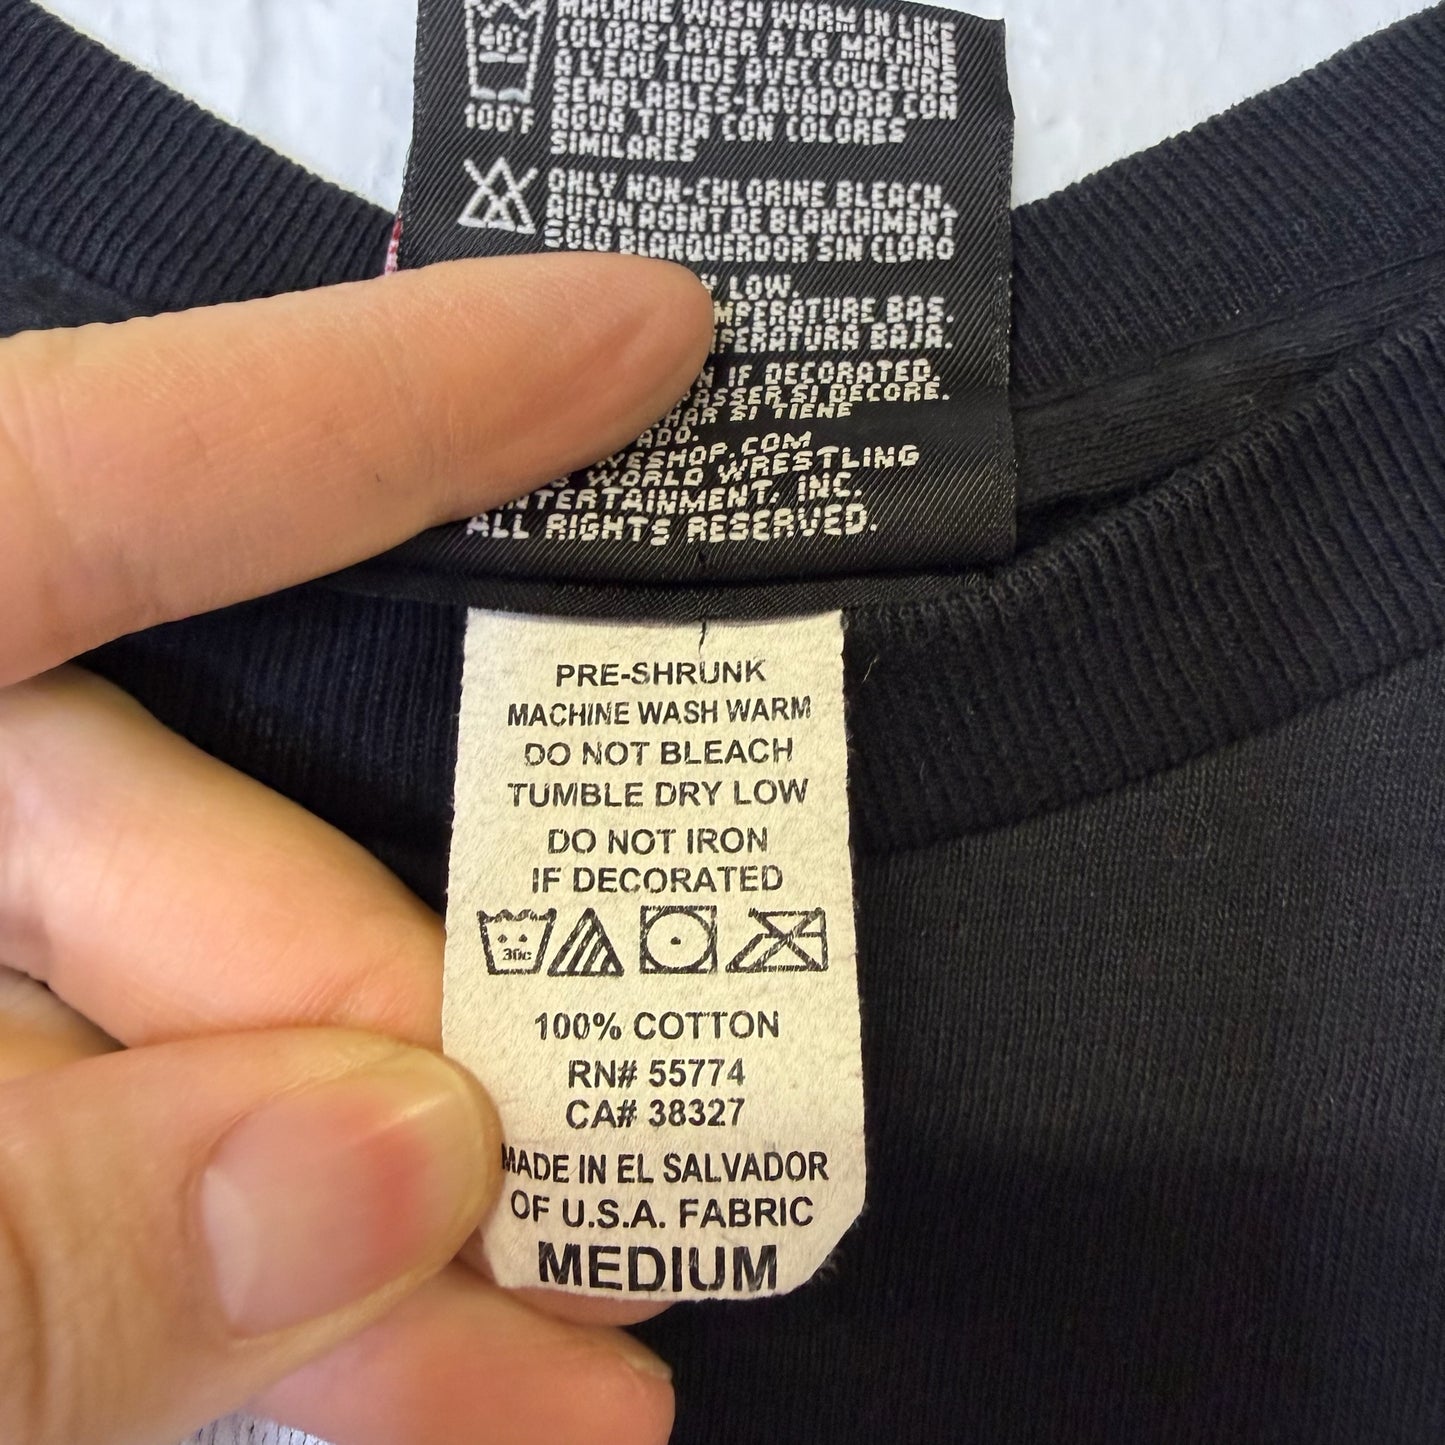 MACHINE WASH WARM IN LIKE
COLORS-LAVER A LA MACHINE
A L'EAU TIEDE AVEC COULEURS
SEMBLABLES-LAVADORA CON
AGUA TIBIA CON COLORES
SIMILARES
100°F
ONLY NON-CHLORINE BLEACH,
AUCUN AGENT DE BLANCHIMENT
SOLO BLANQUEADOR SIN CLORO
LOW.
BAS.
BAJA.
IF DECORATED.
SI DECORE.
SI TIENE
WORLD WRESTLING
ENTERTAINMENT, INC.
ALL RIGHTS RESERVED.
PRE-SHRUNK
MACHINE WASH WARM
DO NOT BLEACH
TUMBLE DRY LOW
DO NOT IRON
IF DECORATED
30c
100% COTTON
RN# 55774
CA# 38327
MADE IN EL SALVADOR
OF U.S.A. FABRIC
MEDIUM